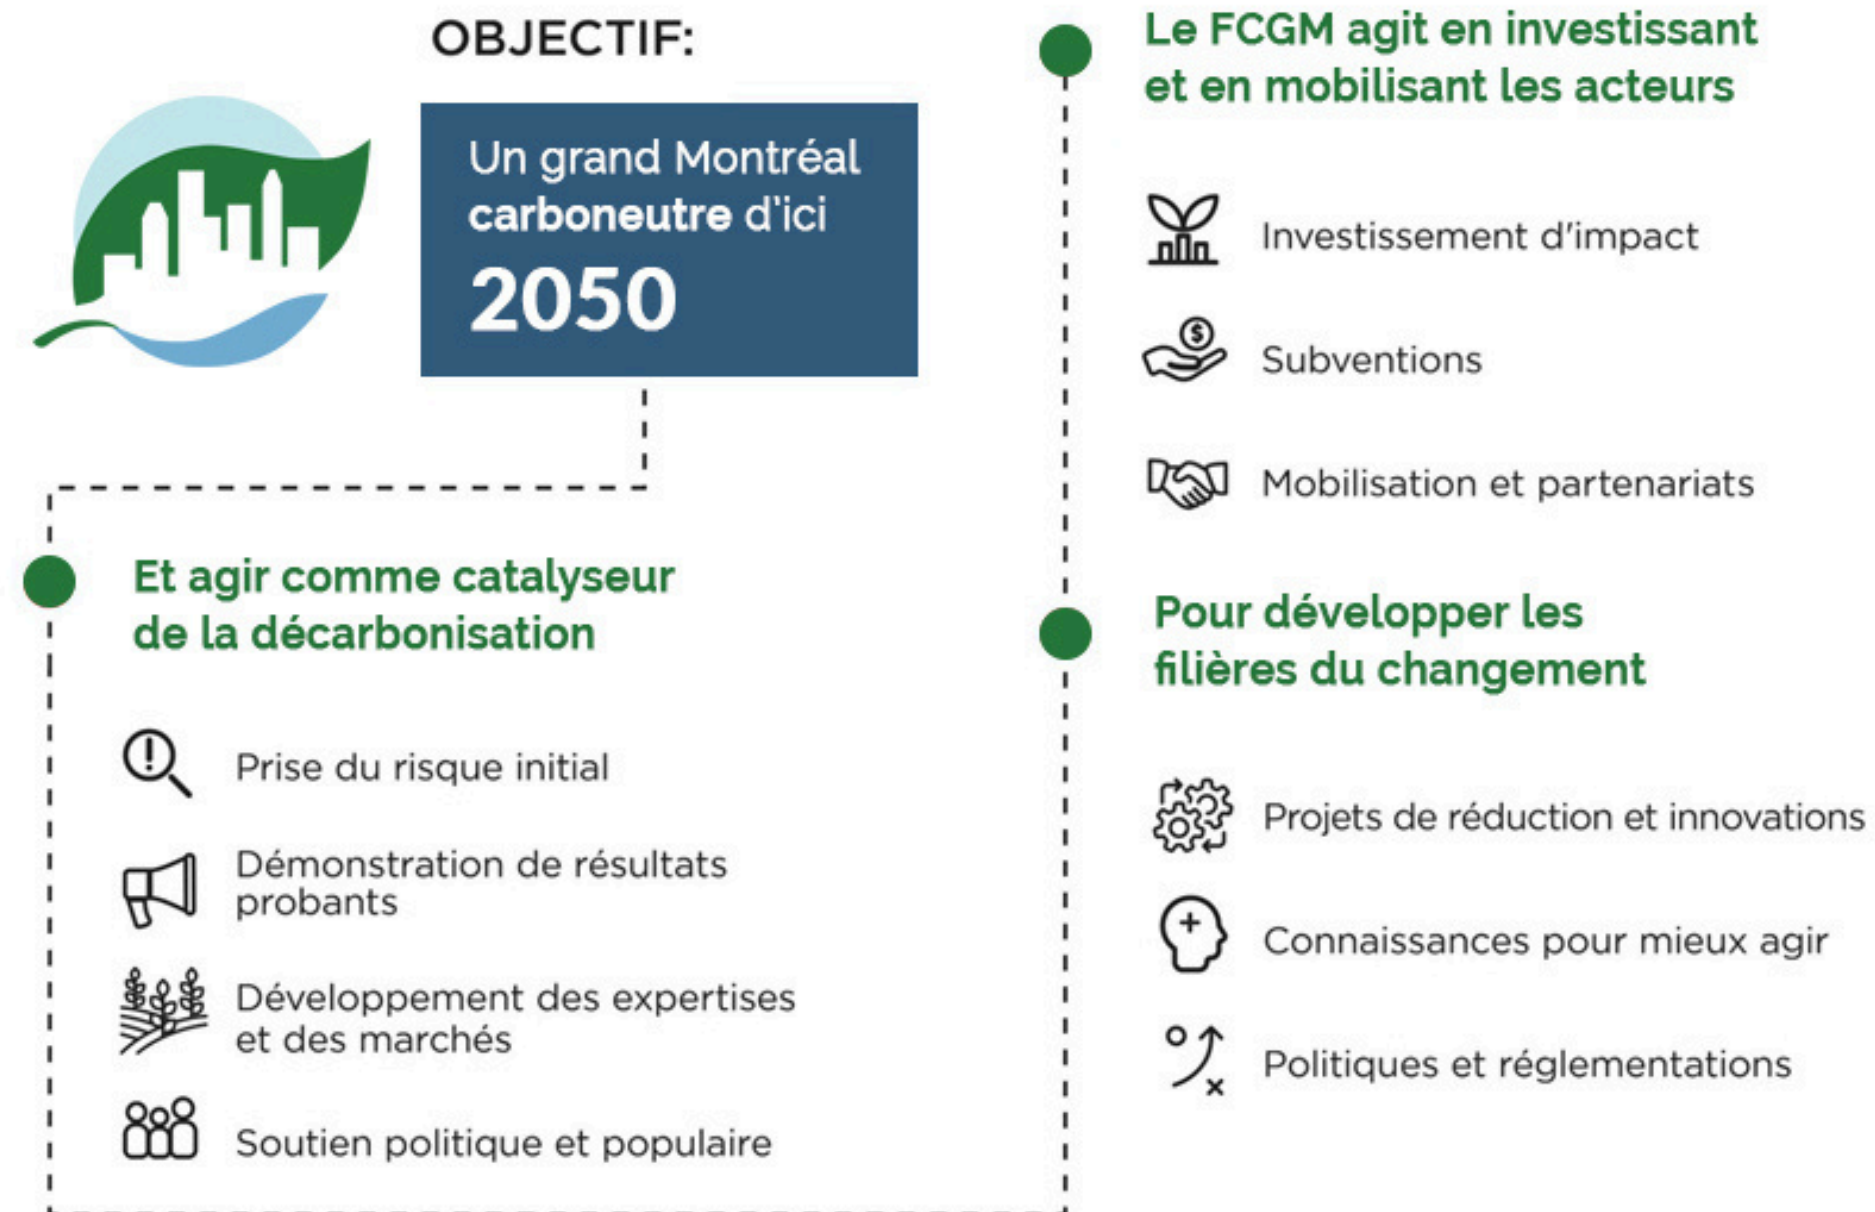 OBJECTIF:
Un grand Montréal
carboneutre d'ici
2050
Et agir comme catalyseur
de la décarbonisation
Prise du risque initial
Démonstration de résultats
probants
Développement des expertises
et des marchés
Soutien politique et populaire
Le FCGM agit en investissant
et en mobilisant les acteurs
Investissement d'impact
Subventions
Mobilisation et partenariats
Pour développer les
filières du changement
Projets de réduction et innovations
Connaissances pour mieux agir
Politiques et réglementations